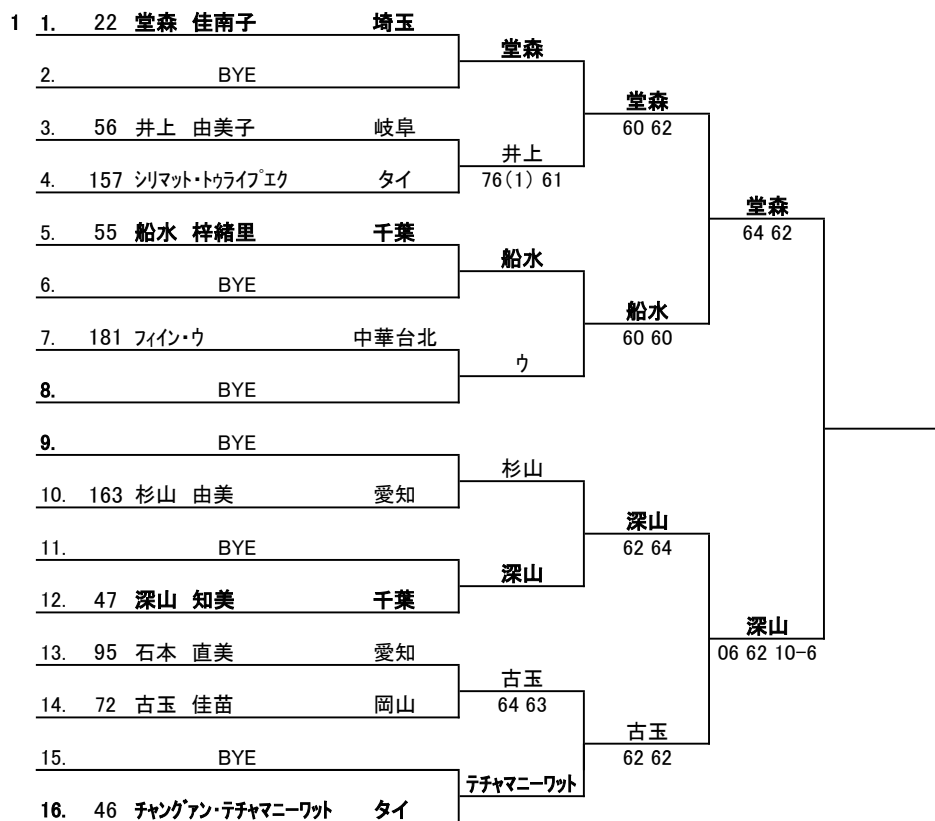 1 1. 22 堂森 佳南子 埼玉
堂森
2. BYE
堂森
60 62
3. 56 井上 由美子 岐阜
井上
76(1) 61
4. 157 シリマット・トゥライプエク タイ
堂森
64 62
5. 55 船水 梓緒里 千葉
船水
6. BYE
船水
60 60
7. 181 フィイン・ウ 中華台北
ウ
8. BYE
9. BYE
杉山
10. 163 杉山 由美 愛知
深山
62 64
11. BYE
深山
12. 47 深山 知美 千葉
深山
06 62 10-6
13. 95 石本 直美 愛知
古玉
64 63
14. 72 古玉 佳苗 岡山
古玉
62 62
15. BYE
テチャマニーワット
16. 46 チャングァン・テチャマニーワット タイ